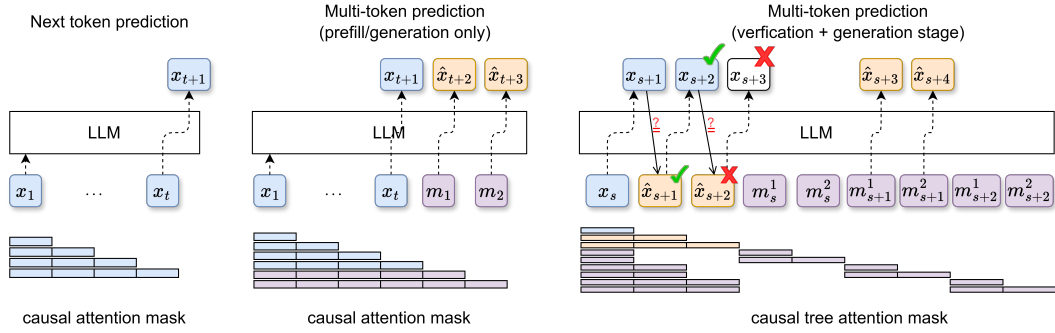 Next token prediction
x_{t+1}
LLM
x_1 ... x_t
causal attention mask
Multi-token prediction
(prefill/generation only)
x_{t+1} x̂_{t+2} x̂_{t+3}
LLM
x_1 ... x_t m_1 m_2
causal attention mask
Multi-token prediction
(verfication + generation stage)
x_{s+1} x_{s+2} x_{s+3} x̂_{s+3} x̂_{s+4}
? ?
LLM
x_s x̂_{s+1} x̂_{s+2} m_s^1 m_s^2 m_{s+1}^1 m_{s+1}^2 m_{s+2}^1 m_{s+2}^2
causal tree attention mask